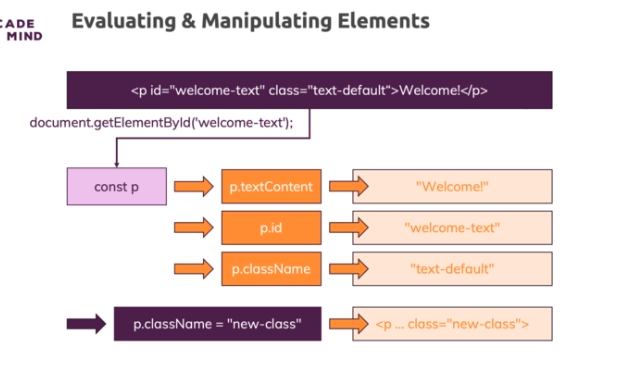 CADE
MIND
Evaluating & Manipulating Elements
<p id="welcome-text" class="text-default">Welcome!</p>
document.getElementById('welcome-text');
const p
p.textContent
"Welcome!"
p.id
"welcome-text"
p.className
"text-default"
p.className = "new-class"
<p ... class="new-class">